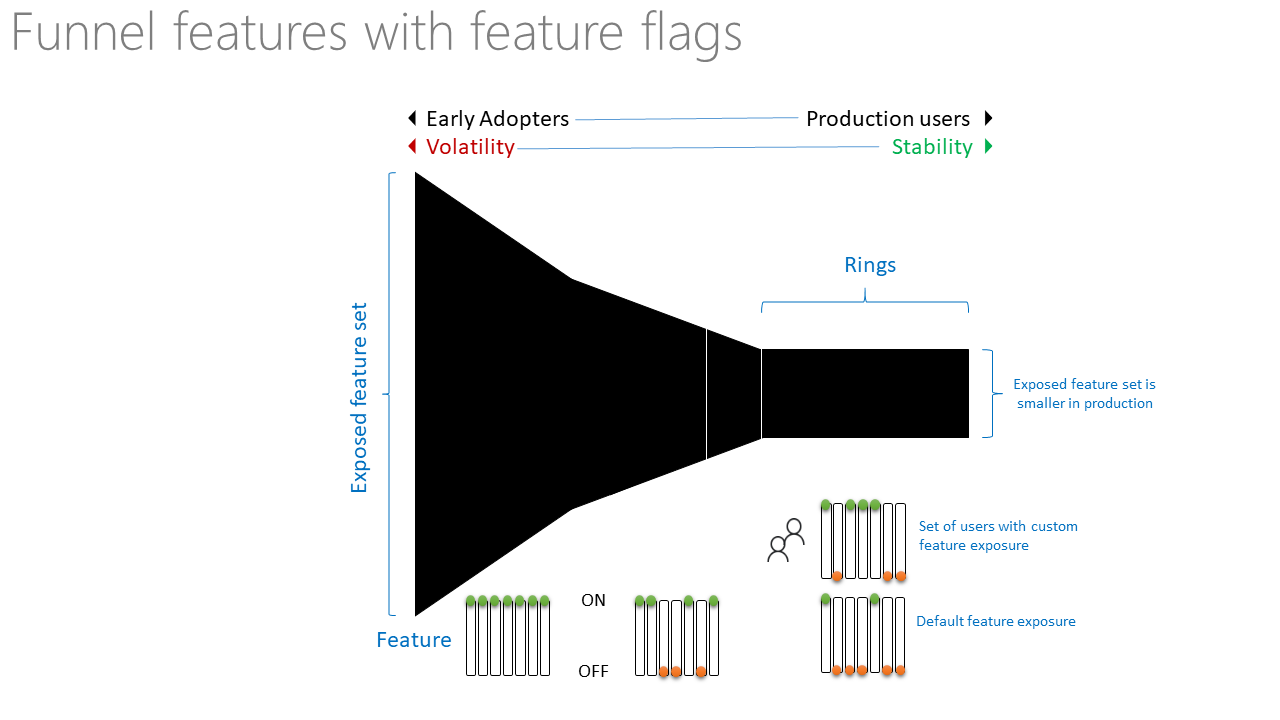 Funnel features with feature flags
Early Adopters
Production users
Volatility
Stability
Rings
Exposed feature set
Exposed feature set is
smaller in production
Set of users with custom
feature exposure
ON
Default feature exposure
Feature
OFF